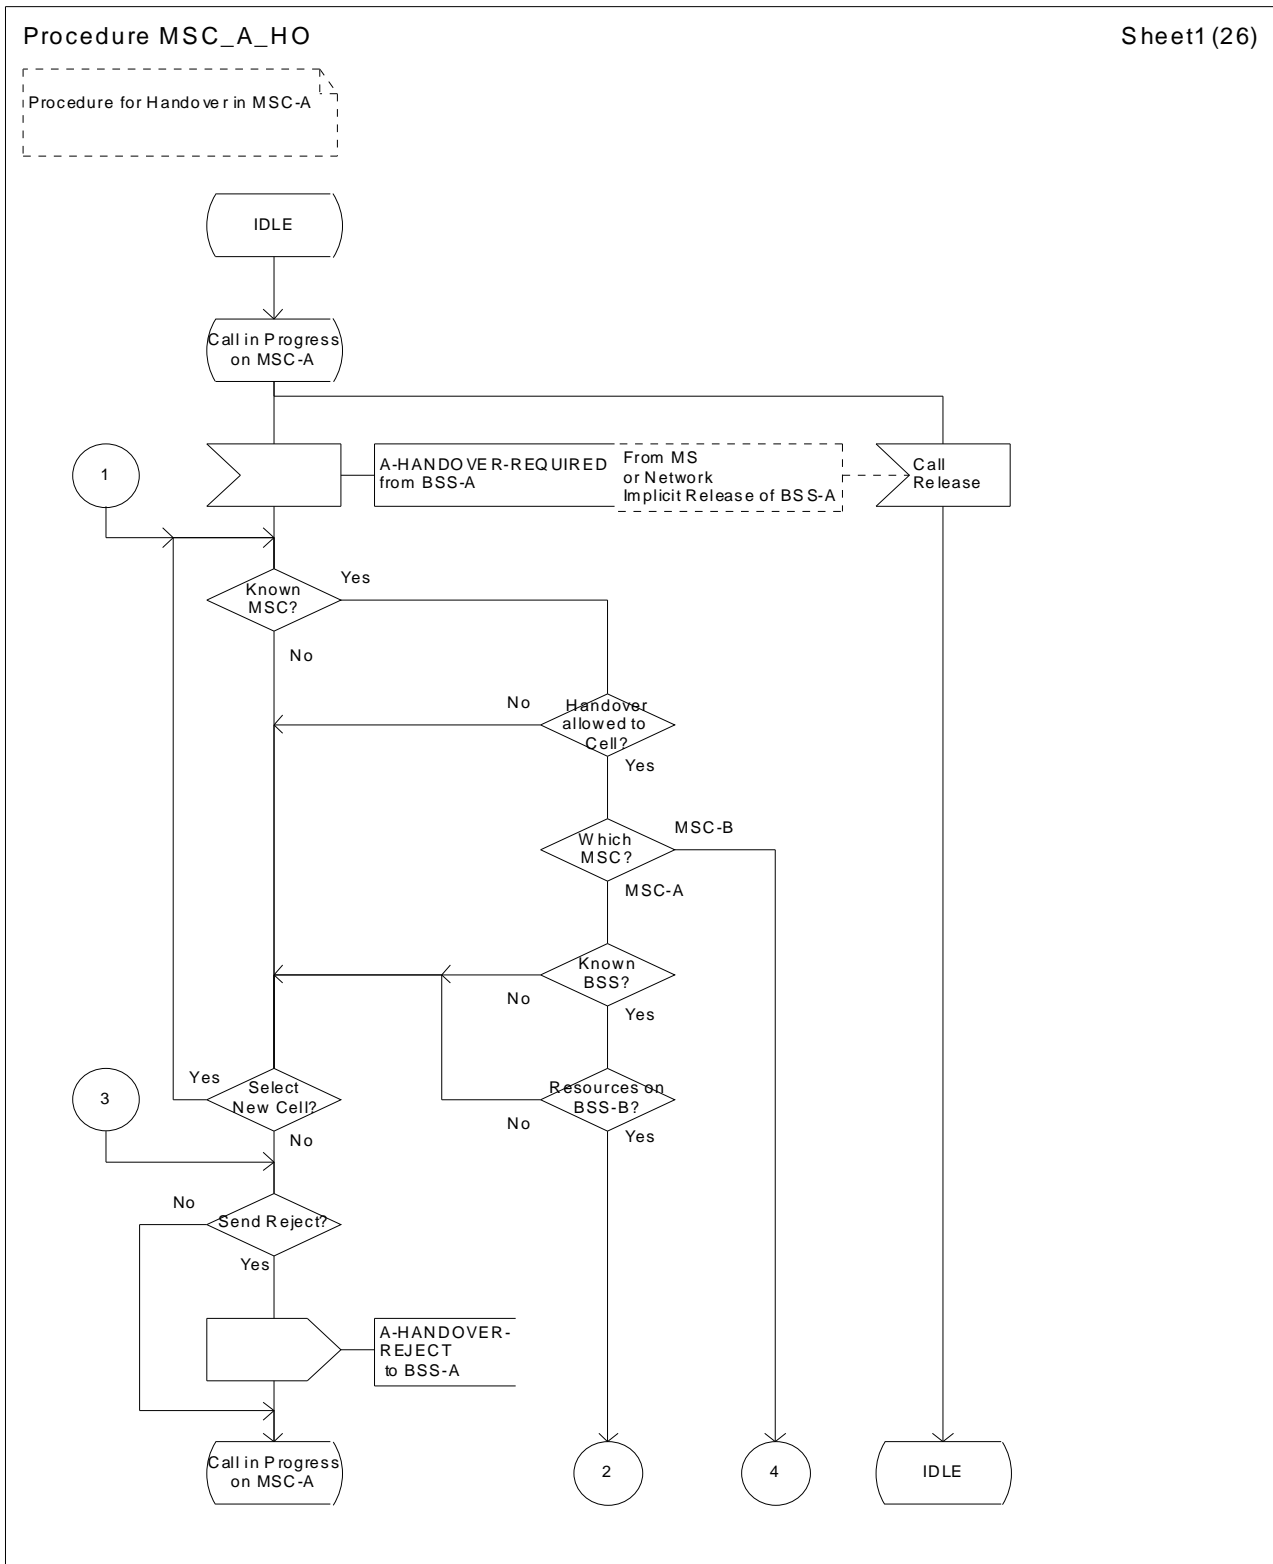 Procedure MSC_A_HO
Sheet1 (26)
Procedure for Handover in MSC-A
IDLE
Call in Progress
on MSC-A
1
A-HANDOVER-REQUIRED
from BSS-A
From MS
or Network
Implicit Release of BSS-A
Call
Release
Known
MSC?
Yes
No
No
Handover
allowed to
Cell?
Yes
Which
MSC?
MSC-B
MSC-A
Known
BSS?
No
Yes
3
Yes
Select
New Cell?
No
Resources on
BSS-B?
No
Yes
No
Send Reject?
Yes
A-HANDOVER-
REJECT
to BSS-A
Call in Progress
on MSC-A
2
4
IDLE